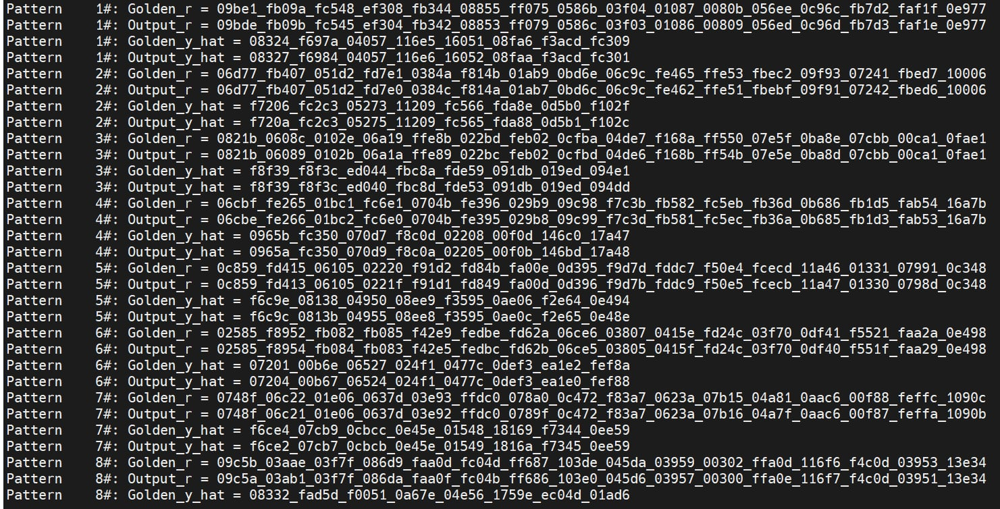 Pattern     1#: Golden_r = 09be1_fb09a_fc548_ef308_fb344_08855_ff075_0586b_03f04_01087_0080b_056ee_0c96c_fb7d2_faf1f_0e977
Pattern     1#: Output_r = 09bde_fb09b_fc545_ef304_fb342_08853_ff079_0586c_03f03_01086_00809_056ed_0c96d_fb7d3_faf1e_0e977
Pattern     1#: Golden_y_hat = 08324_f697a_04057_116e5_16051_08fa6_f3acd_fc309
Pattern     1#: Output_y_hat = 08327_f6984_04057_116e6_16052_08faa_f3acd_fc301
Pattern     2#: Golden_r = 06d77_fb407_051d2_fd7e1_0384a_f814b_01ab9_0bd6e_06c9c_fe465_ffe53_fbec2_09f93_07241_fbed7_10006
Pattern     2#: Output_r = 06d77_fb407_051d2_fd7e0_0384c_f814a_01ab7_0bd6c_06c9c_fe462_ffe51_fbebf_09f91_07242_fbed6_10006
Pattern     2#: Golden_y_hat = f7206_fc2c3_05273_11209_fc566_fda8e_0d5b0_f102f
Pattern     2#: Output_y_hat = f720a_fc2c3_05275_11209_fc565_fda88_0d5b1_f102c
Pattern     3#: Golden_r = 0821b_0608c_0102e_06a19_ffe8b_022bd_feb02_0cfba_04de7_f168a_ff550_07e5f_0ba8e_07cbb_00ca1_0fae1
Pattern     3#: Output_r = 0821b_06089_0102b_06a1a_ffe89_022bc_feb02_0cfbd_04de6_f168b_ff54b_07e5e_0ba8d_07cbb_00ca1_0fae1
Pattern     3#: Golden_y_hat = f8f39_f8f3c_ed044_fbc8a_fde59_091db_019ed_094e1
Pattern     3#: Output_y_hat = f8f39_f8f3c_ed040_fbc8d_fde53_091db_019ed_094dd
Pattern     4#: Golden_r = 06cbf_fe265_01bc1_fc6e1_0704b_fe396_029b9_09c98_f7c3b_fb582_fc5eb_fb36d_0b686_fb1d5_fab54_16a7b
Pattern     4#: Output_r = 06cbe_fe266_01bc2_fc6e0_0704b_fe395_029b8_09c99_f7c3d_fb581_fc5ec_fb36a_0b685_fb1d3_fab53_16a7b
Pattern     4#: Golden_y_hat = 0965b_fc350_070d7_f8c0d_02208_00f0d_146c0_17a47
Pattern     4#: Output_y_hat = 0965a_fc350_070d9_f8c0a_02205_00f0b_146bd_17a48
Pattern     5#: Golden_r = 0c859_fd415_06105_02220_f91d2_fd84b_fa00e_0d395_f9d7d_fddc7_f50e4_fcecd_11a46_01331_07991_0c348
Pattern     5#: Output_r = 0c859_fd413_06105_0221f_f91d1_fd849_fa00d_0d396_f9d7b_fddc9_f50e5_fcecb_11a47_01330_0798d_0c348
Pattern     5#: Golden_y_hat = f6c9e_08138_04950_08ee9_f3595_0ae06_f2e64_0e494
Pattern     5#: Output_y_hat = f6c9c_0813b_04955_08ee8_f3595_0ae0c_f2e65_0e48e
Pattern     6#: Golden_r = 02585_f8952_fb082_fb085_f42e9_fedbe_fd62a_06ce6_03807_0415e_fd24c_03f70_0df41_f5521_faa2a_0e498
Pattern     6#: Output_r = 02585_f8954_fb084_fb083_f42e5_fedbc_fd62b_06ce5_03805_0415f_fd24c_03f70_0df40_f551f_faa29_0e498
Pattern     6#: Golden_y_hat = 07201_00b6e_06527_024f1_0477c_0def3_ea1e2_fef8a
Pattern     6#: Output_y_hat = 07204_00b67_06524_024f1_0477c_0def3_ea1e0_fef88
Pattern     7#: Golden_r = 0748f_06c22_01e06_0637d_03e93_ffdc0_078a0_0c472_f83a7_0623a_07b15_04a81_0aac6_00f88_feffc_1090c
Pattern     7#: Output_r = 0748f_06c21_01e06_0637d_03e92_ffdc0_0789f_0c472_f83a7_0623a_07b16_04a7f_0aac6_00f87_feffa_1090b
Pattern     7#: Golden_y_hat = f6ce4_07cb9_0cbcc_0e45e_01548_18169_f7344_0ee59
Pattern     7#: Output_y_hat = f6ce2_07cb7_0cbcb_0e45e_01549_1816a_f7345_0ee59
Pattern     8#: Golden_r = 09c5b_03aae_03f7f_086d9_faa0d_fc04d_ff687_103de_045da_03959_00302_ffa0d_116f6_f4c0d_03953_13e34
Pattern     8#: Output_r = 09c5a_03ab1_03f7f_086da_faa0f_fc04b_ff686_103e0_045d6_03957_00300_ffa0e_116f7_f4c0d_03951_13e34
Pattern     8#: Golden_y_hat = 08332_fad5d_f0051_0a67e_04e56_1759e_ec04d_01ad6